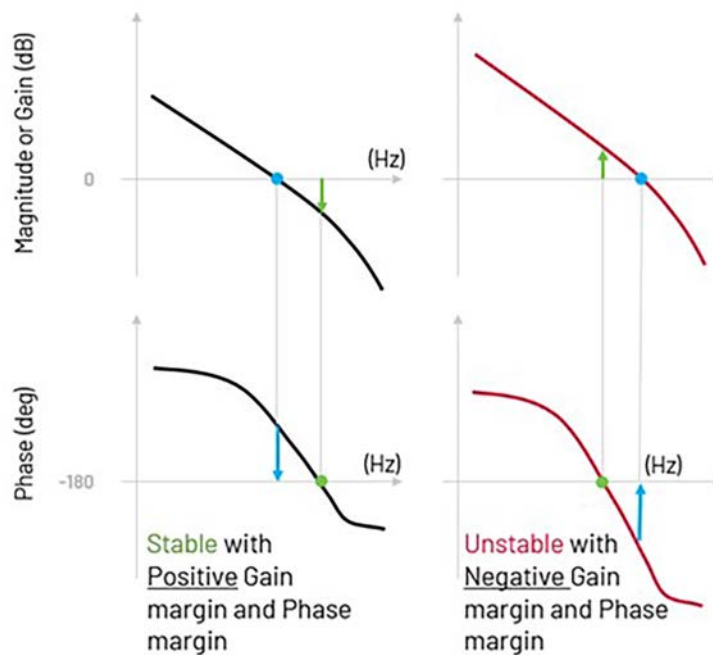 Magnitude or Gain (dB)
0
(Hz)
Phase (deg)
-180
(Hz)
(Hz)
Stable with
Positive Gain
margin and Phase
margin
Unstable with
Negative Gain
margin and Phase
margin